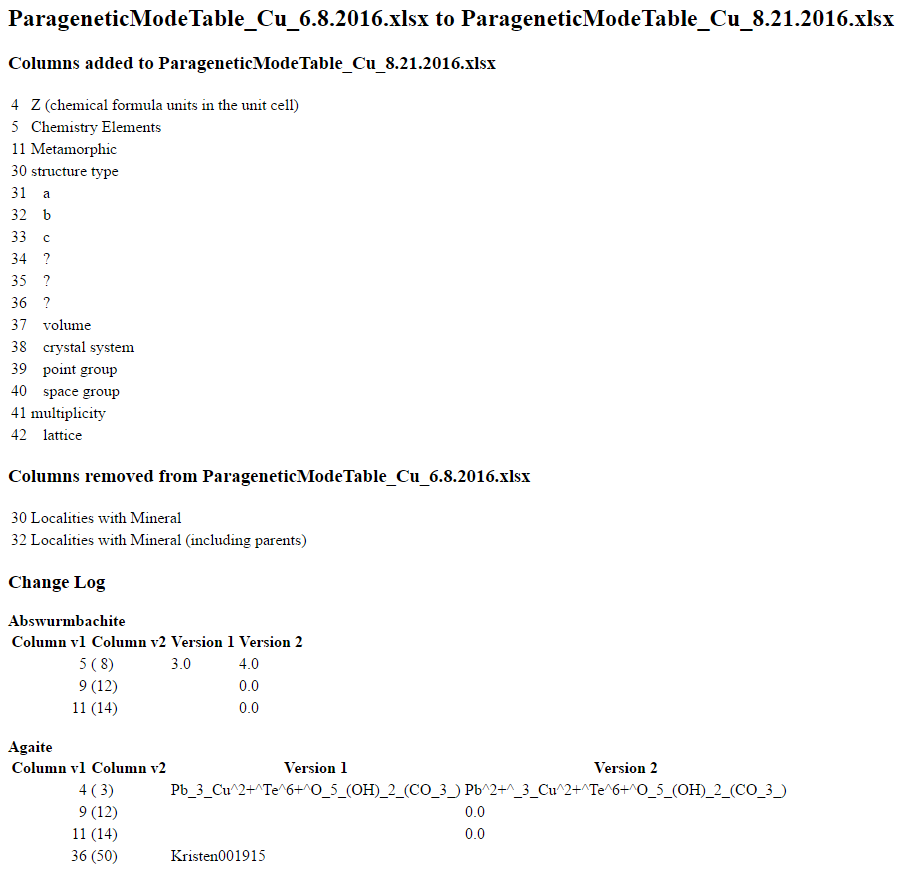 ParageneticModeTable_Cu_6.8.2016.xlsx to ParageneticModeTable_Cu_8.21.2016.xlsx
Columns added to ParageneticModeTable_Cu_8.21.2016.xlsx
4 Z (chemical formula units in the unit cell)
5 Chemistry Elements
11 Metamorphic
30 structure type
31 a
32 b
33 c
34 ?
35 ?
36 ?
37 volume
38 crystal system
39 point group
40 space group
41 multiplicity
42 lattice
Columns removed from ParageneticModeTable_Cu_6.8.2016.xlsx
30 Localities with Mineral
32 Localities with Mineral (including parents)
Change Log
Abswurmbachite
Column v1 Column v2 Version 1 Version 2
5 ( 8) 3.0 4.0
9 (12) 0.0
11 (14) 0.0
Agaite
Column v1 Column v2 Version 1 Version 2
4 ( 3) Pb_3_Cu^2+^Te^6+^O_5_(OH)_2_(CO_3_) Pb^2+^_3_Cu^2+^Te^6+^O_5_(OH)_2_(CO_3_)
9 (12) 0.0
11 (14) 0.0
36 (50) Kristen001915